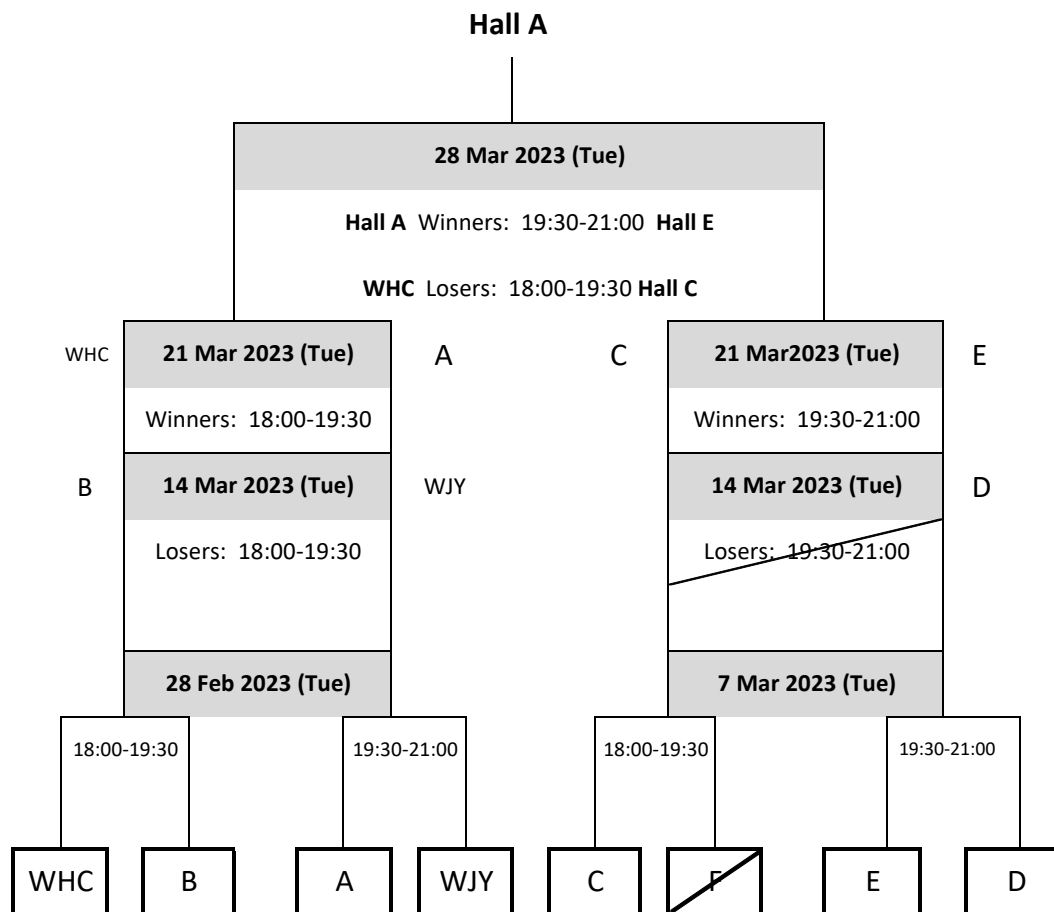 Hall A
28 Mar 2023 (Tue)
Hall A Winners: 19:30-21:00 Hall E
WHC Losers: 18:00-19:30 Hall C
WHC 21 Mar 2023 (Tue) A C 21 Mar2023 (Tue) E
Winners: 18:00-19:30 Winners: 19:30-21:00
B 14 Mar 2023 (Tue) WJY 14 Mar 2023 (Tue) D
Losers: 18:00-19:30 Losers: 19:30-21:00
28 Feb 2023 (Tue) 7 Mar 2023 (Tue)
18:00-19:30 19:30-21:00 18:00-19:30 19:30-21:00
WHC B A WJY C F E D